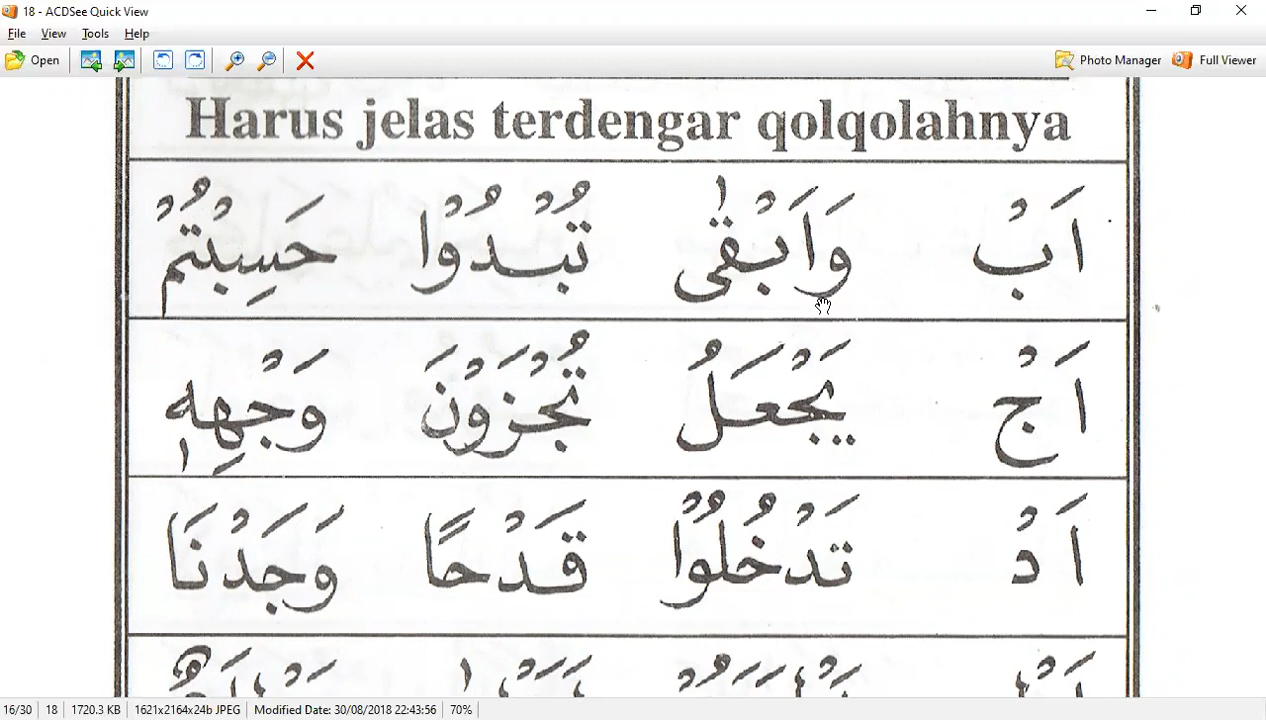 18 - ACDSee Quick View
File View Tools Help
Open Photo Manager Full Viewer
Harus jelas terdengar qolqolahnya
اَبْ وَاَبْقٰى تُبْدُوْا حَسِبْتُمْ
اَجْ يَجْعَلُ تُجْزَوْنَ وَجْهِهٖ
اَدْ تَدْخُلُوْا قَدْحًا وَجَدْنَا
16/30 18 1720.3 KB 1621x2164x24b JPEG Modified Date: 30/08/2018 22:43:56 70%